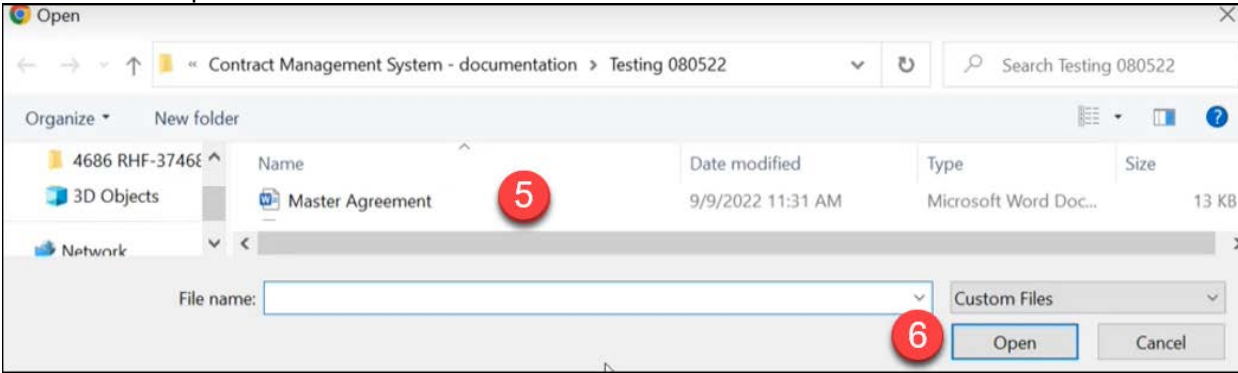 Open
« Contract Management System - documentation > Testing 080522
Search Testing 080522
Organize
New folder
4686 RHF-37468
Name
Date modified
Type
Size
3D Objects
Master Agreement
5
9/9/2022 11:31 AM
Microsoft Word Doc...
13 KB
Network
File name:
Custom Files
6
Open
Cancel